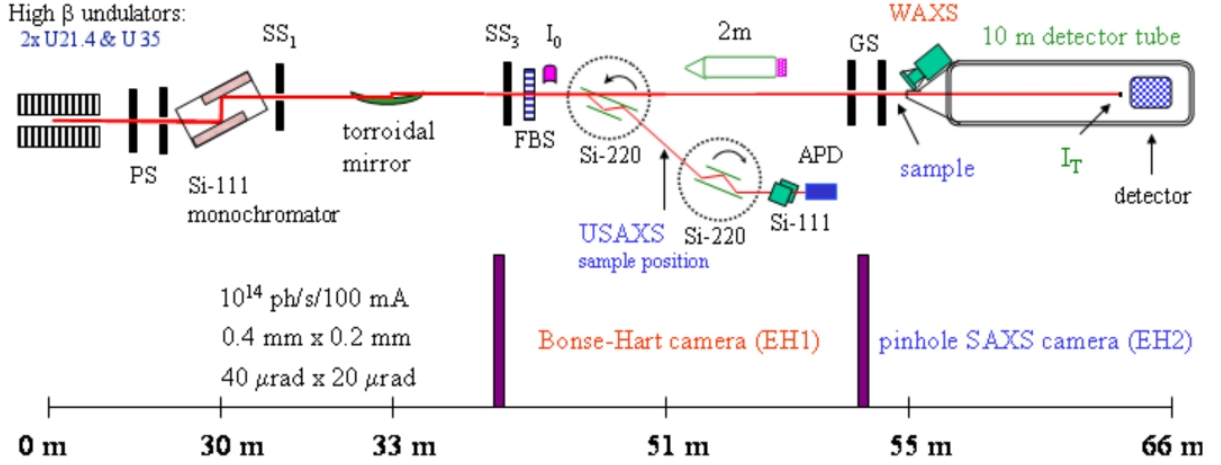 High β undulators:
2x U21.4 & U 35
SS₁
SS₃
I₀
2m
GS
WAXS
10 m detector tube
PS
Si-111
monochromator
torroidal
mirror
FBS
Si-220
APD
sample
I_T
detector
USAXS
sample position
Si-220
Si-111
10¹⁴ ph/s/100 mA
0.4 mm x 0.2 mm
40 μrad x 20 μrad
Bonse-Hart camera (EH1)
pinhole SAXS camera (EH2)
0 m
30 m
33 m
51 m
55 m
66 m